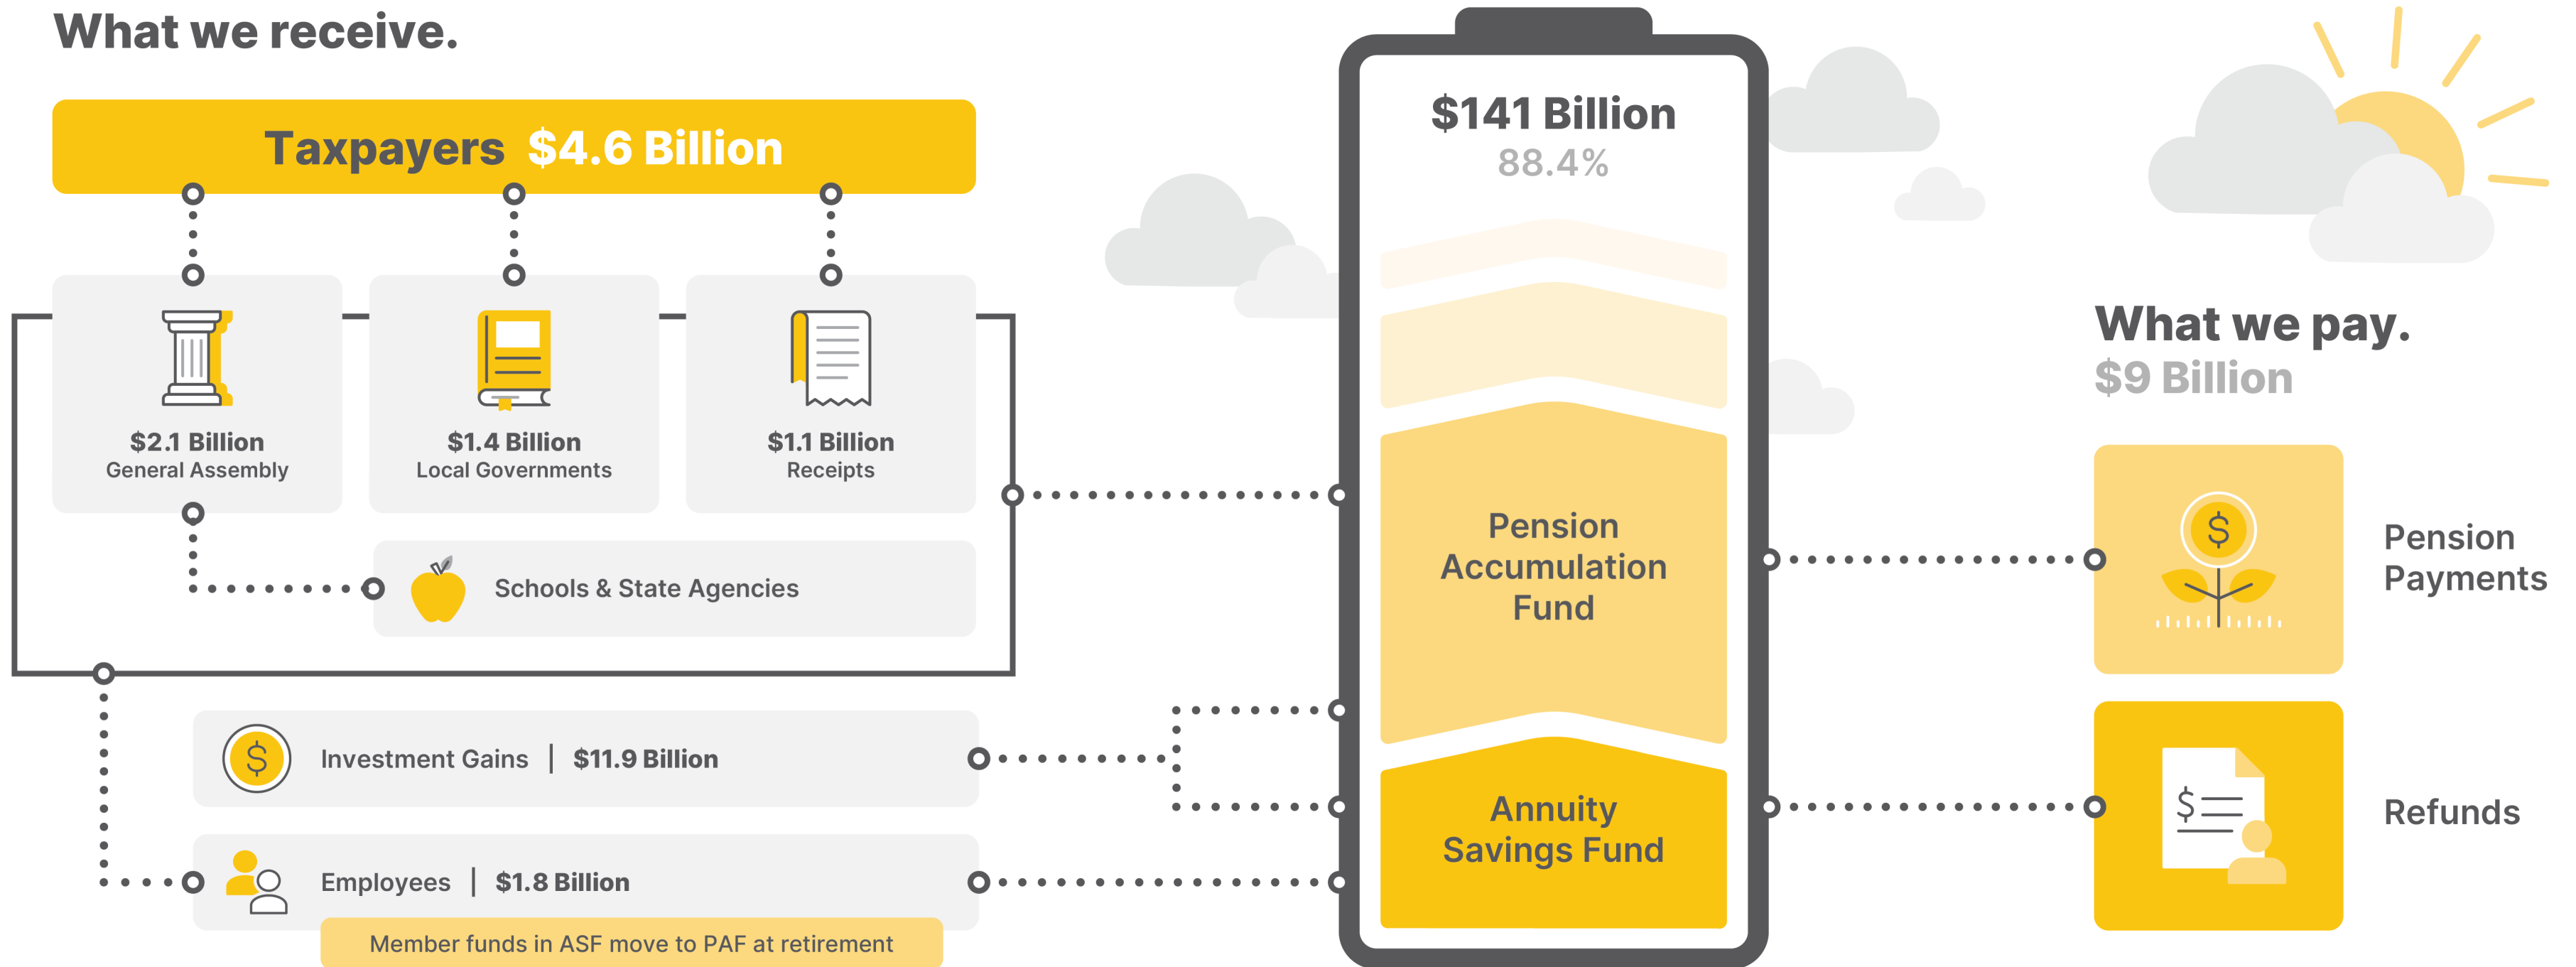 What we receive.
Taxpayers $4.6 Billion
$2.1 Billion
General Assembly
$1.4 Billion
Local Governments
$1.1 Billion
Receipts
Schools & State Agencies
$
Investment Gains | $11.9 Billion
Employees | $1.8 Billion
Member funds in ASF move to PAF at retirement
$141 Billion
88.4%
Pension
Accumulation
Fund
Annuity
Savings Fund
What we pay.
$9 Billion
$
Pension
Payments
$
Refunds